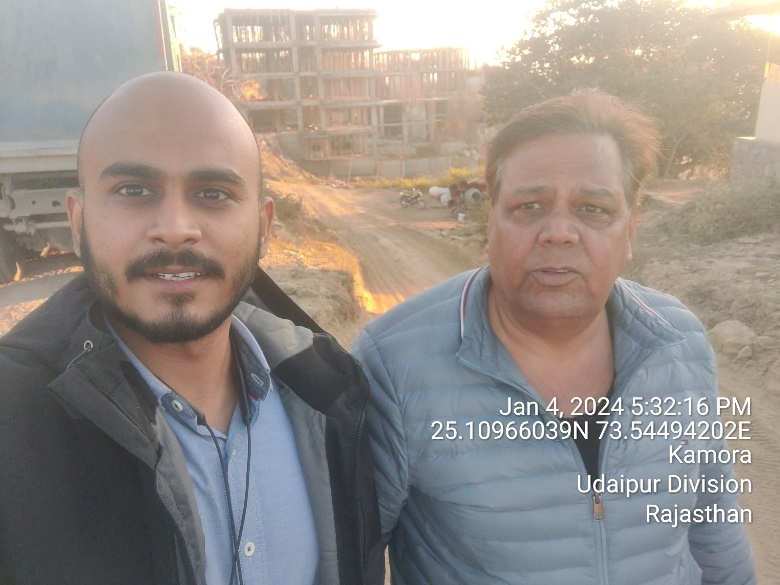 Jan 4, 2024 5:32:16 PM
25.10966039N 73.54494202E
Kamora
Udaipur Division
Rajasthan